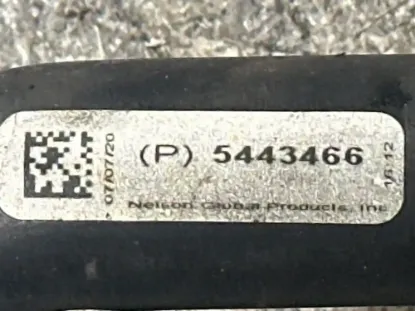 07/07/20
(P) 5443466
16:12
Nelson Global Products, Inc